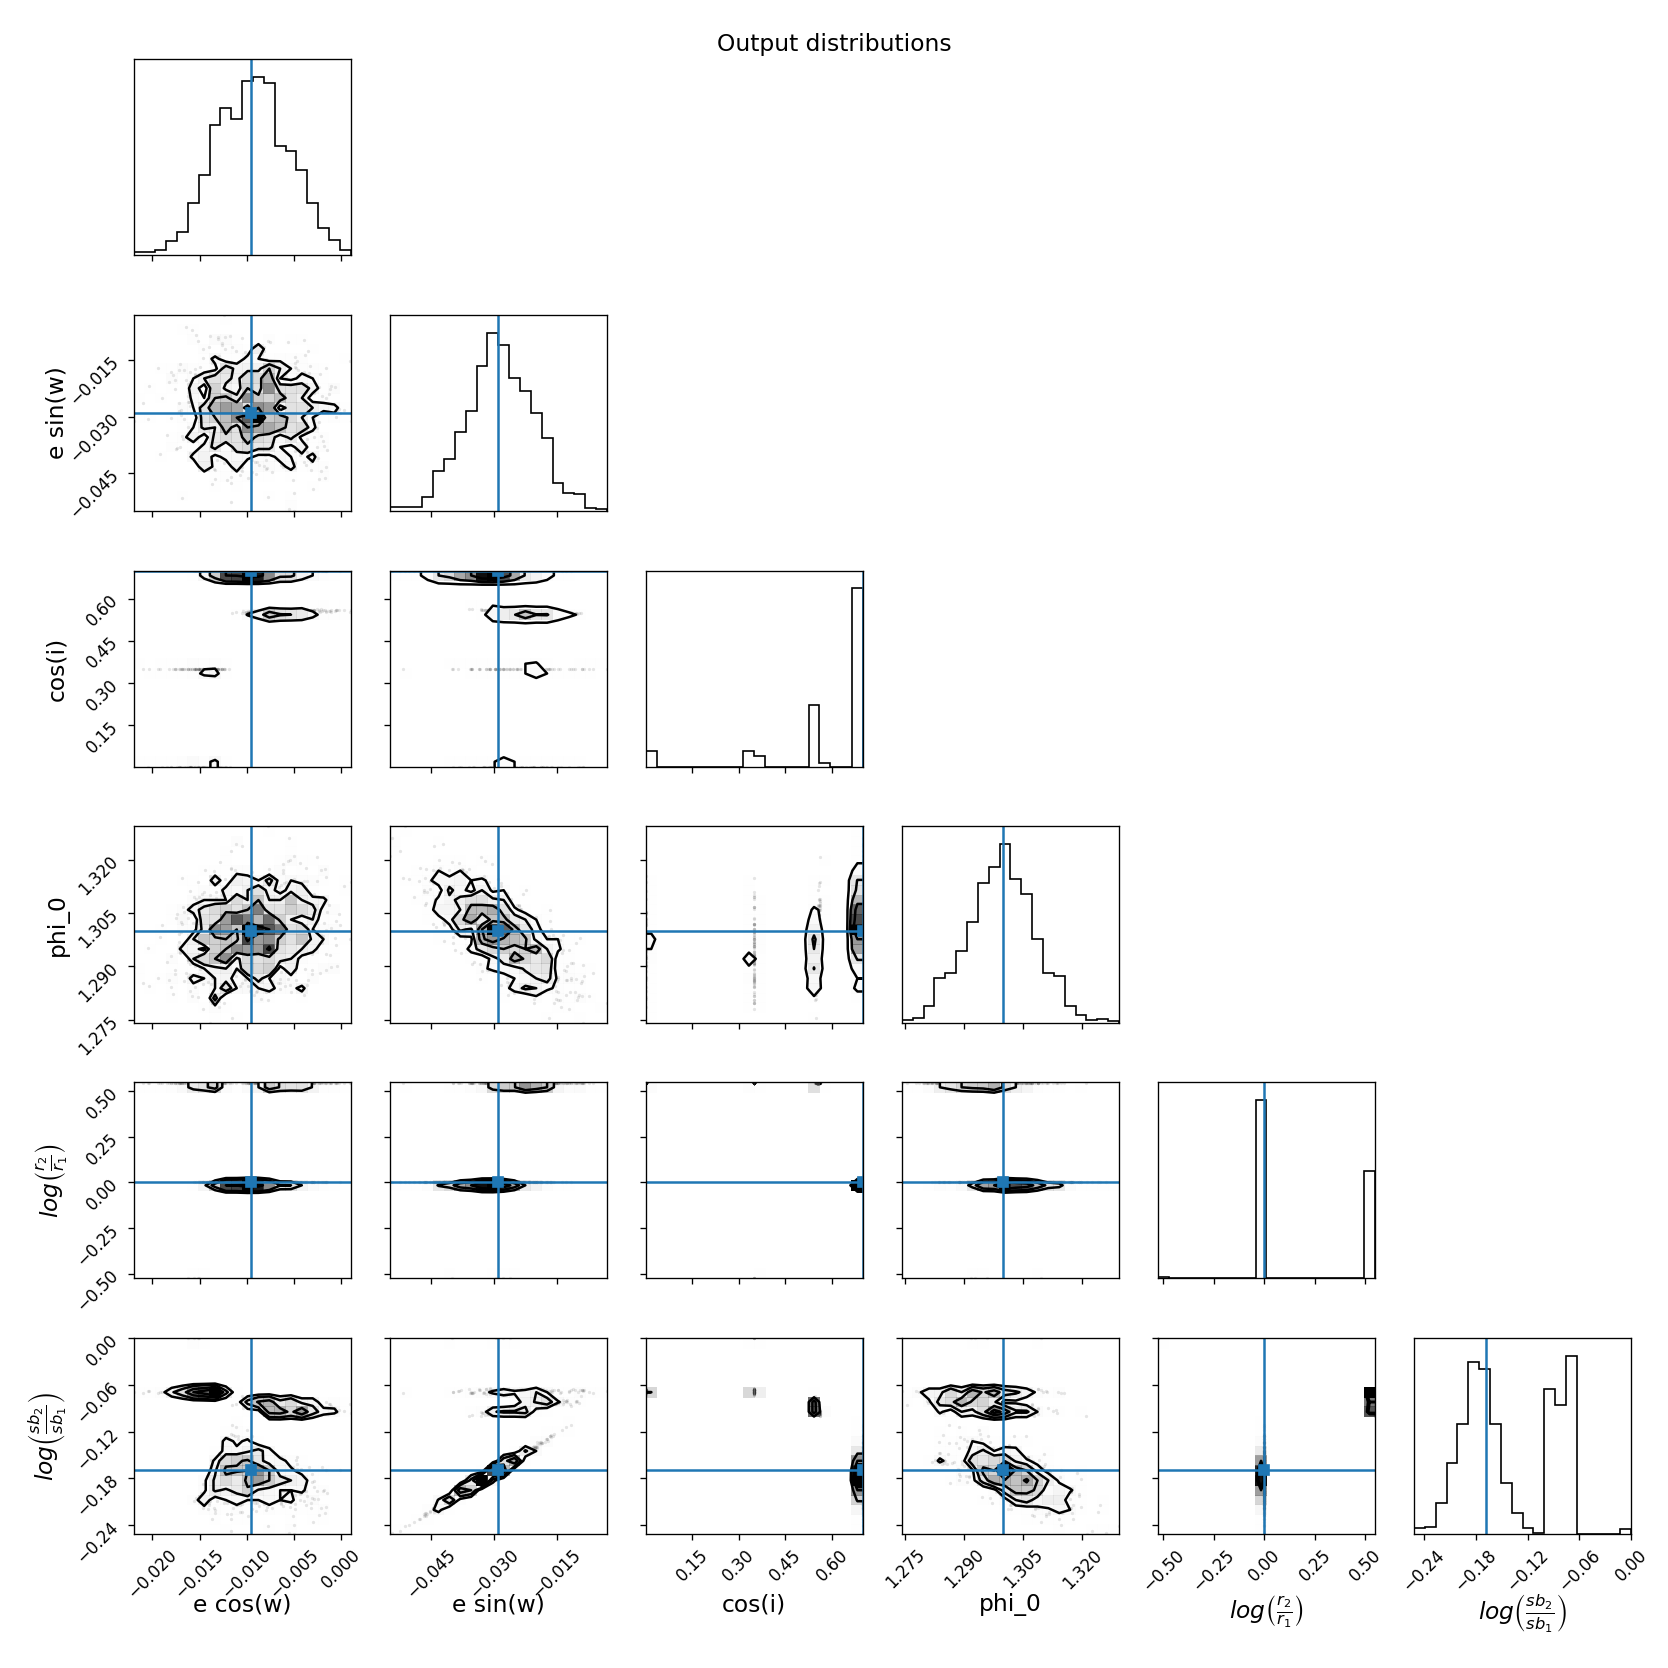 Output distributions
e sin(w)
−0.015
−0.030
−0.045
cos(i)
0.60
0.45
0.30
0.15
phi_0
1.320
1.305
1.290
1.275
log(r₂/r₁)
0.50
0.25
0.00
−0.25
−0.50
log(sb₂/sb₁)
0.00
−0.06
−0.12
−0.18
−0.24
−0.020 −0.015 −0.010 −0.005 0.000
−0.045 −0.030 −0.015
0.15 0.30 0.45 0.60
1.275 1.290 1.305 1.320
−0.50 −0.25 0.00 0.25 0.50
−0.24 −0.18 −0.12 −0.06 0.00
e cos(w) e sin(w) cos(i) phi_0 log(r₂/r₁) log(sb₂/sb₁)